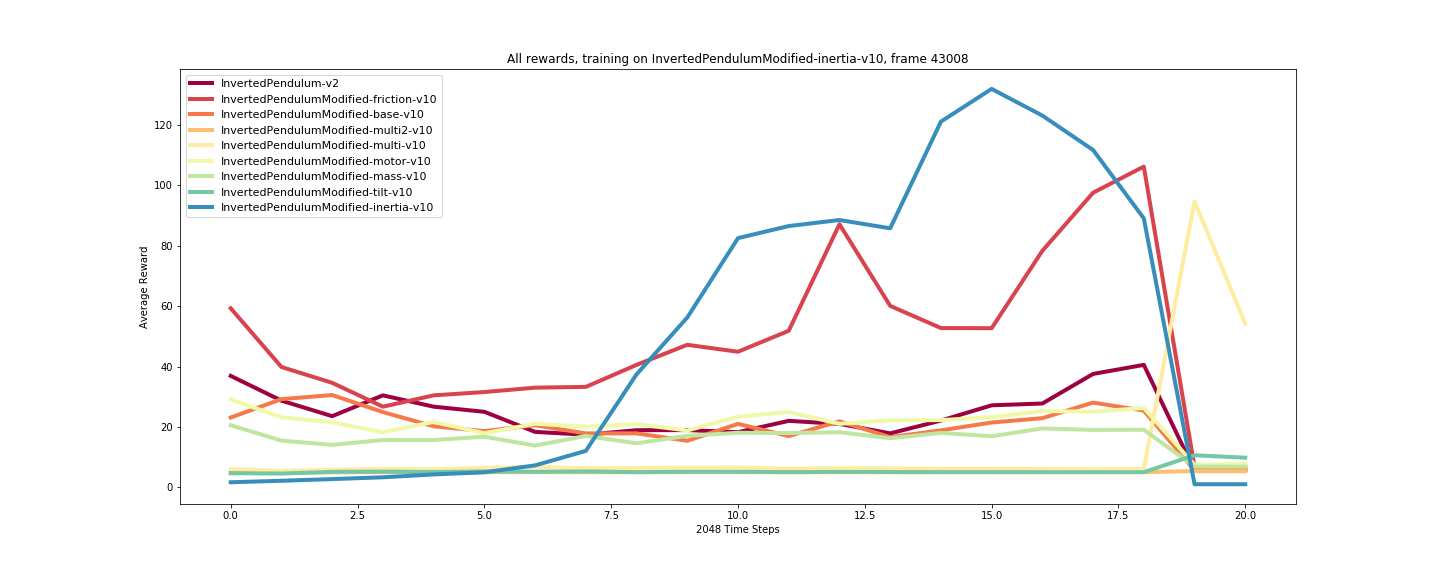 All rewards, training on InvertedPendulumModified-inertia-v10, frame 43008
InvertedPendulum-v2
InvertedPendulumModified-friction-v10
InvertedPendulumModified-base-v10
InvertedPendulumModified-multi2-v10
InvertedPendulumModified-multi-v10
InvertedPendulumModified-motor-v10
InvertedPendulumModified-mass-v10
InvertedPendulumModified-tilt-v10
InvertedPendulumModified-inertia-v10
Average Reward
120
100
80
60
40
20
0
0.0 2.5 5.0 7.5 10.0 12.5 15.0 17.5 20.0
2048 Time Steps